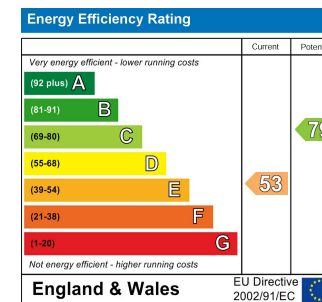 Energy Efficiency Rating
Current
Very energy efficient - lower running costs
(92 plus) A
(81-91) B
(69-80) C
(55-68) D
(39-54) E
53
(21-38) F
(1-20) G
Not energy efficient - higher running costs
England & Wales
EU Directive
2002/91/EC